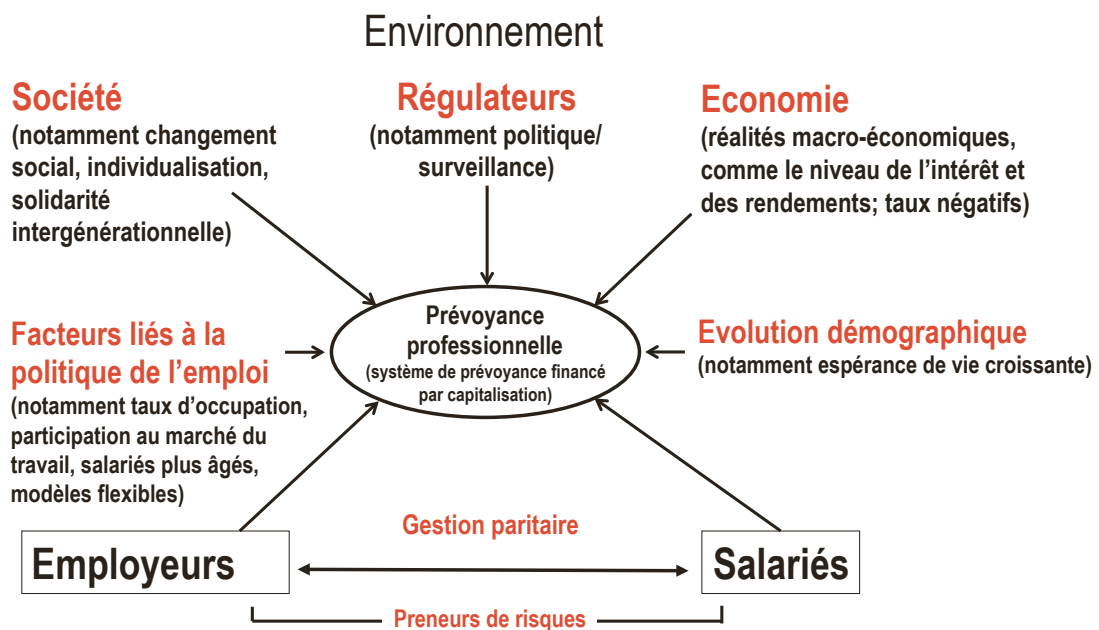 Environnement
Société
(notamment changement
social, individualisation,
solidarité
intergénérationnelle)
Régulateurs
(notamment politique/
surveillance)
Economie
(réalités macro-économiques,
comme le niveau de l’intérêt et
des rendements; taux négatifs)
Facteurs liés à la
politique de l’emploi
(notamment taux d’occupation,
participation au marché du
travail, salariés plus âgés,
modèles flexibles)
Prévoyance
professionnelle
(système de prévoyance financé
par capitalisation)
Evolution démographique
(notamment espérance de vie croissante)
Gestion paritaire
Employeurs
Salariés
Preneurs de risques